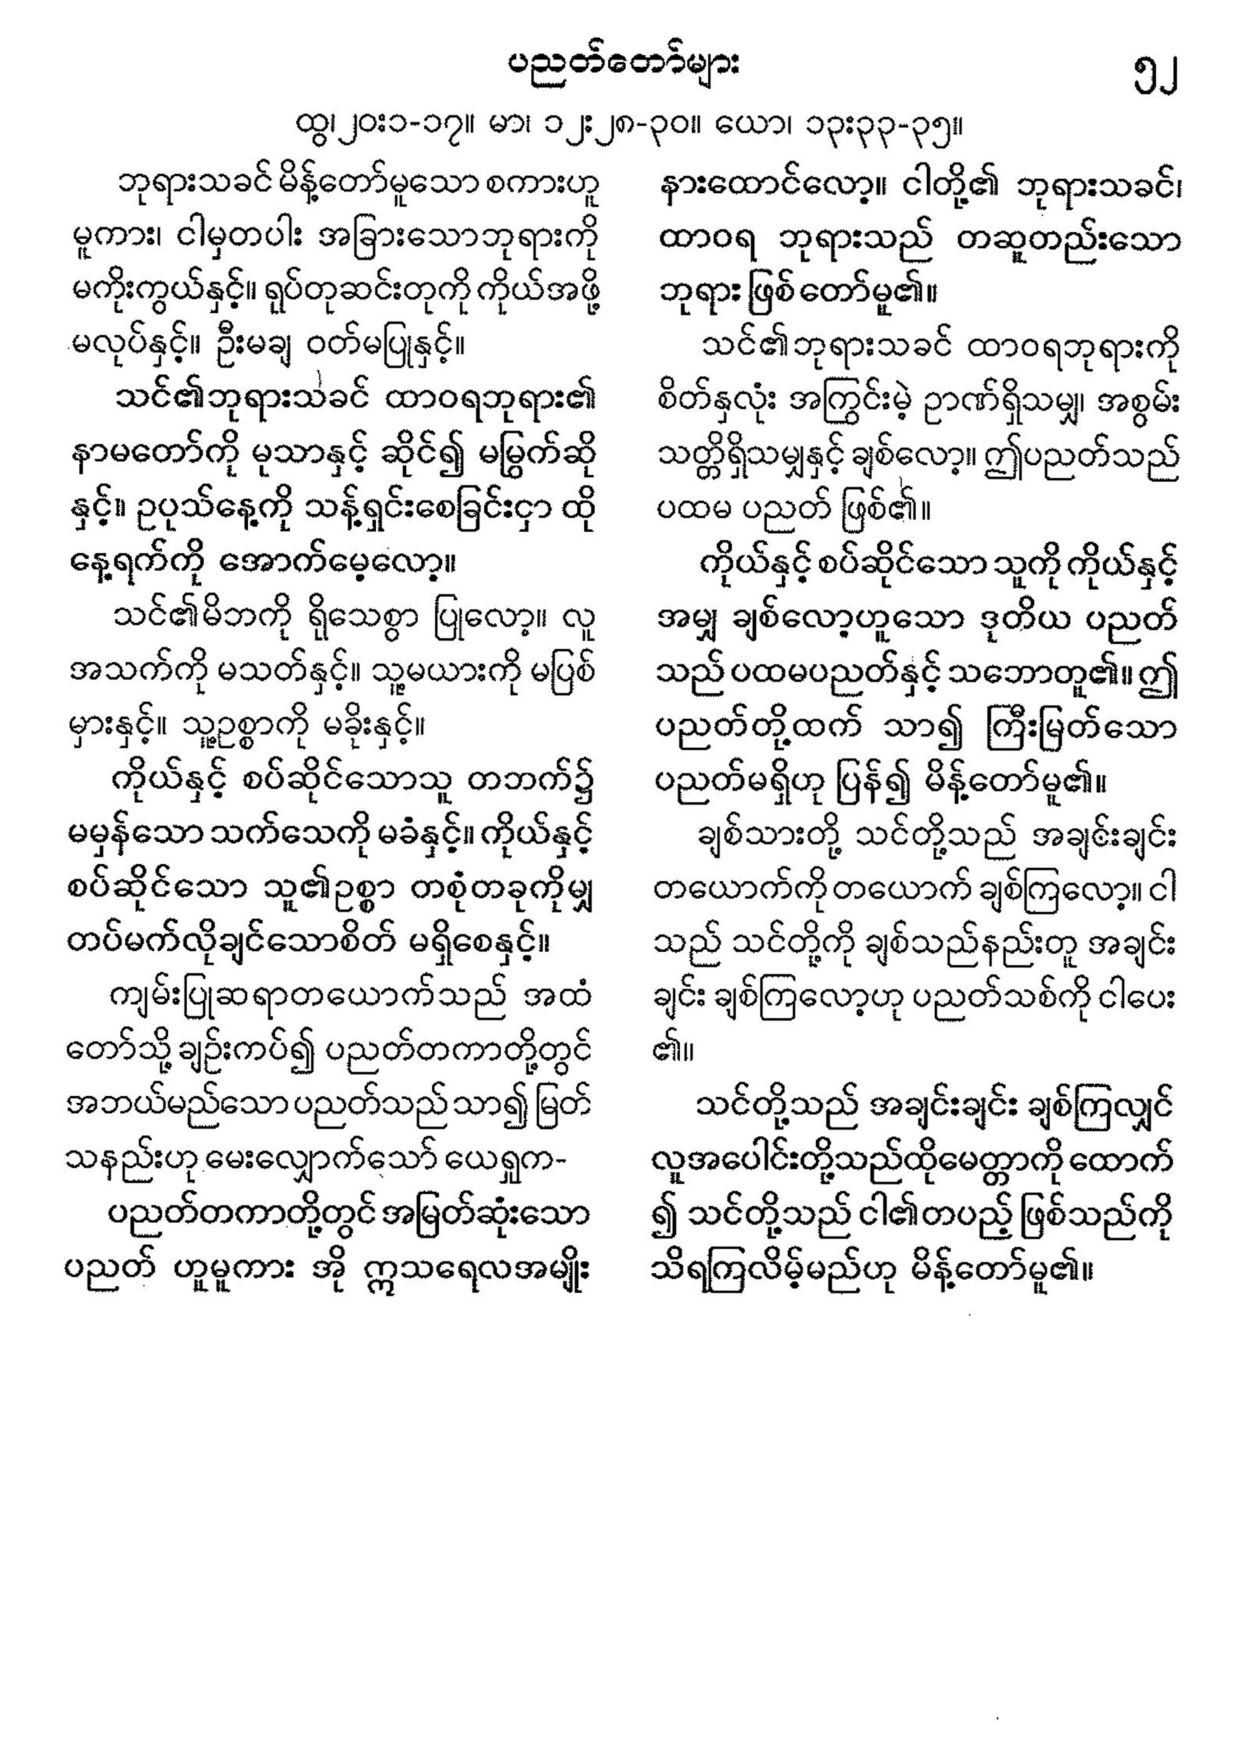 ပညတ်တော်များ
၅၂
ထွ၊၂၀း၁-၁၇။ မာ၊ ၁၂း၂၈-၃၀။ ယော၊ ၁၃း၃၃-၃၅။
ဘုရားသခင် မိန့်တော်မူသော စကားဟူ
မူကား၊ ငါမှတပါး အခြားသောဘုရားကို
မကိုးကွယ်နှင့်။ ရုပ်တုဆင်းတုကို ကိုယ်အဖို့
မလုပ်နှင့်။ ဦးမချ ဝတ်မပြုနှင့်။
သင်၏ဘုရားသခင် ထာဝရဘုရား၏
နာမတော်ကို မုသာနှင့် ဆိုင်၍ မမြွက်ဆို
နှင့်။ ဥပုသ်နေ့ကို သန့်ရှင်းစေခြင်းငှာ ထို
နေ့ရက်ကို အောက်မေ့လော့။
သင်၏မိဘကို ရိုသေစွာ ပြုလော့။ လူ
အသက်ကို မသတ်နှင့်။ သူ့မယားကို မပြစ်
မှားနှင့်။ သူ့ဥစ္စာကို မခိုးနှင့်။
ကိုယ်နှင့် စပ်ဆိုင်သောသူ တဘက်၌
မမှန်သော သက်သေကို မခံနှင့်။ ကိုယ်နှင့်
စပ်ဆိုင်သော သူ၏ဥစ္စာ တစုံတခုကိုမျှ
တပ်မက်လိုချင်သောစိတ် မရှိစေနှင့်။
ကျမ်းပြုဆရာတယောက်သည် အထံ
တော်သို့ ချဉ်းကပ်၍ ပညတ်တကာတို့တွင်
အဘယ်မည်သော ပညတ်သည် သာ၍ မြတ်
သနည်းဟု မေးလျှောက်သော် ယေရှုက-
ပညတ်တကာတို့တွင် အမြတ်ဆုံးသော
ပညတ် ဟူမူကား အို ဣသရေလအမျိုး
နားထောင်လော့။ ငါတို့၏ ဘုရားသခင်၊
ထာဝရ ဘုရားသည် တဆူတည်းသော
ဘုရား ဖြစ်တော်မူ၏။
သင်၏ဘုရားသခင် ထာဝရဘုရားကို
စိတ်နှလုံး အကြွင်းမဲ့ ဉာဏ်ရှိသမျှ၊ အစွမ်း
သတ္တိရှိသမျှနှင့် ချစ်လော့။ ဤပညတ်သည်
ပထမ ပညတ် ဖြစ်၏။
ကိုယ်နှင့် စပ်ဆိုင်သော သူကို ကိုယ်နှင့်
အမျှ ချစ်လော့ဟူသော ဒုတိယ ပညတ်
သည် ပထမပညတ်နှင့် သဘောတူ၏။ ဤ
ပညတ်တို့ထက် သာ၍ ကြီးမြတ်သော
ပညတ်မရှိဟု ပြန်၍ မိန့်တော်မူ၏။
ချစ်သားတို့ သင်တို့သည် အချင်းချင်း
တယောက်ကို တယောက် ချစ်ကြလော့။ ငါ
သည် သင်တို့ကို ချစ်သည်နည်းတူ အချင်း
ချင်း ချစ်ကြလော့ဟု ပညတ်သစ်ကို ငါပေး
၏။
သင်တို့သည် အချင်းချင်း ချစ်ကြလျှင်
လူအပေါင်းတို့သည်ထိုမေတ္တာကို ထောက်
၍ သင်တို့သည် ငါ၏တပည့် ဖြစ်သည်ကို
သိရကြလိမ့်မည်ဟု မိန့်တော်မူ၏။